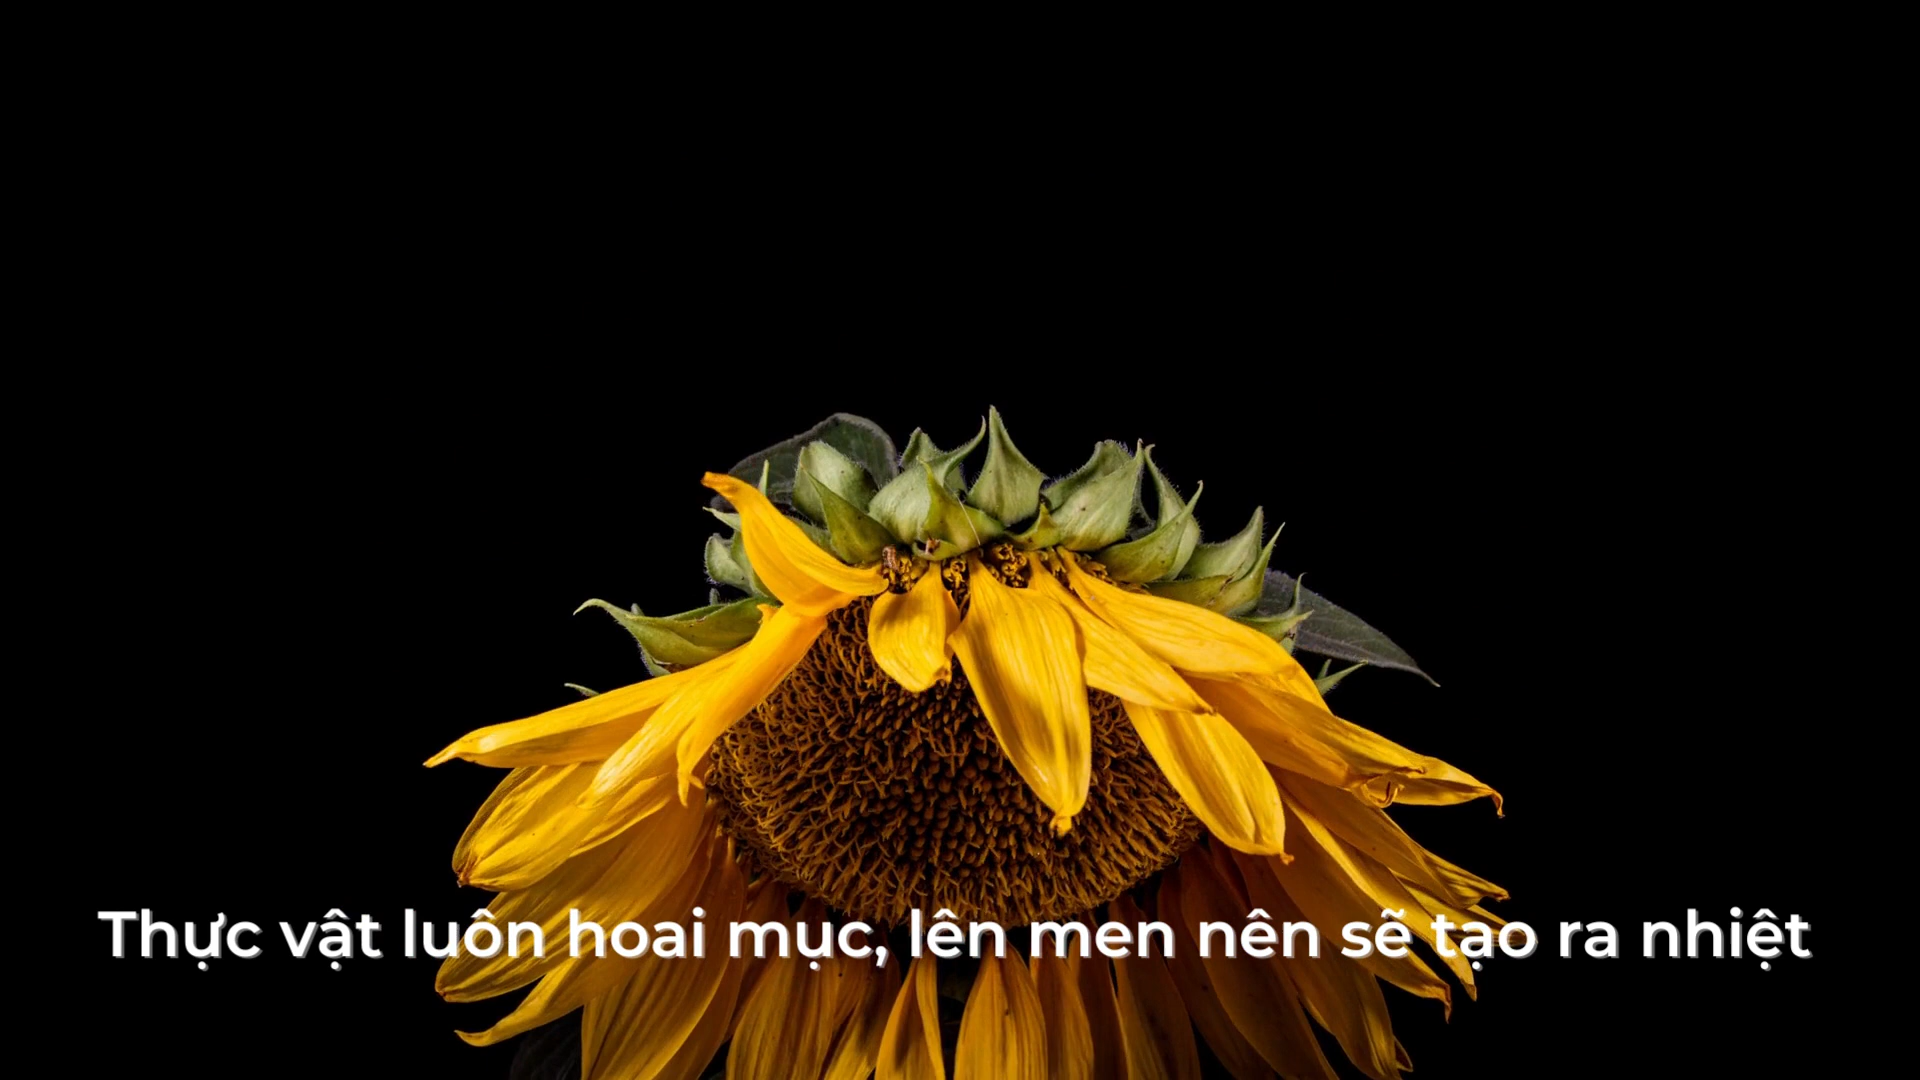 Thực vật luôn hoai mục, lên men nên sẽ tạo ra nhiệt